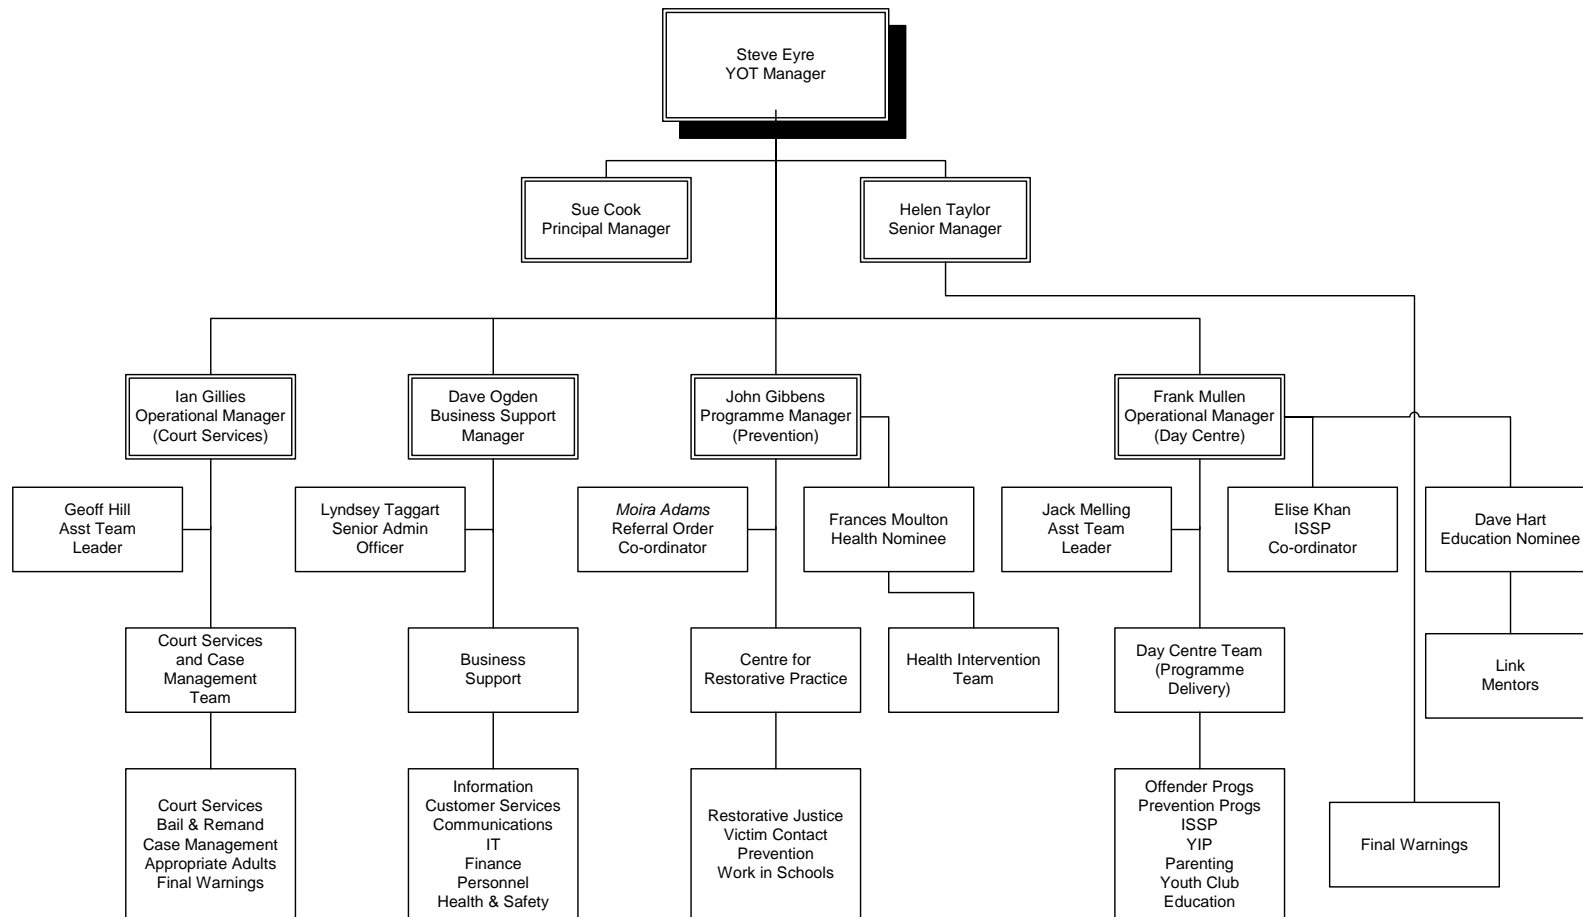 Steve Eyre
YOT Manager
Sue Cook
Principal Manager
Helen Taylor
Senior Manager
Ian Gillies
Operational Manager
(Court Services)
Dave Ogden
Business Support
Manager
John Gibbens
Programme Manager
(Prevention)
Frank Mullen
Operational Manager
(Day Centre)
Geoff Hill
Asst Team
Leader
Lyndsey Taggart
Senior Admin
Officer
Moira Adams
Referral Order
Co-ordinator
Frances Moulton
Health Nominee
Jack Melling
Asst Team
Leader
Elise Khan
ISSP
Co-ordinator
Dave Hart
Education Nominee
Court Services
and Case
Management
Team
Business
Support
Centre for
Restorative Practice
Health Intervention
Team
Day Centre Team
(Programme
Delivery)
Link
Mentors
Court Services
Bail & Remand
Case Management
Appropriate Adults
Final Warnings
Information
Customer Services
Communications
IT
Finance
Personnel
Health & Safety
Restorative Justice
Victim Contact
Prevention
Work in Schools
Offender Progs
Prevention Progs
ISSP
YIP
Parenting
Youth Club
Education
Final Warnings